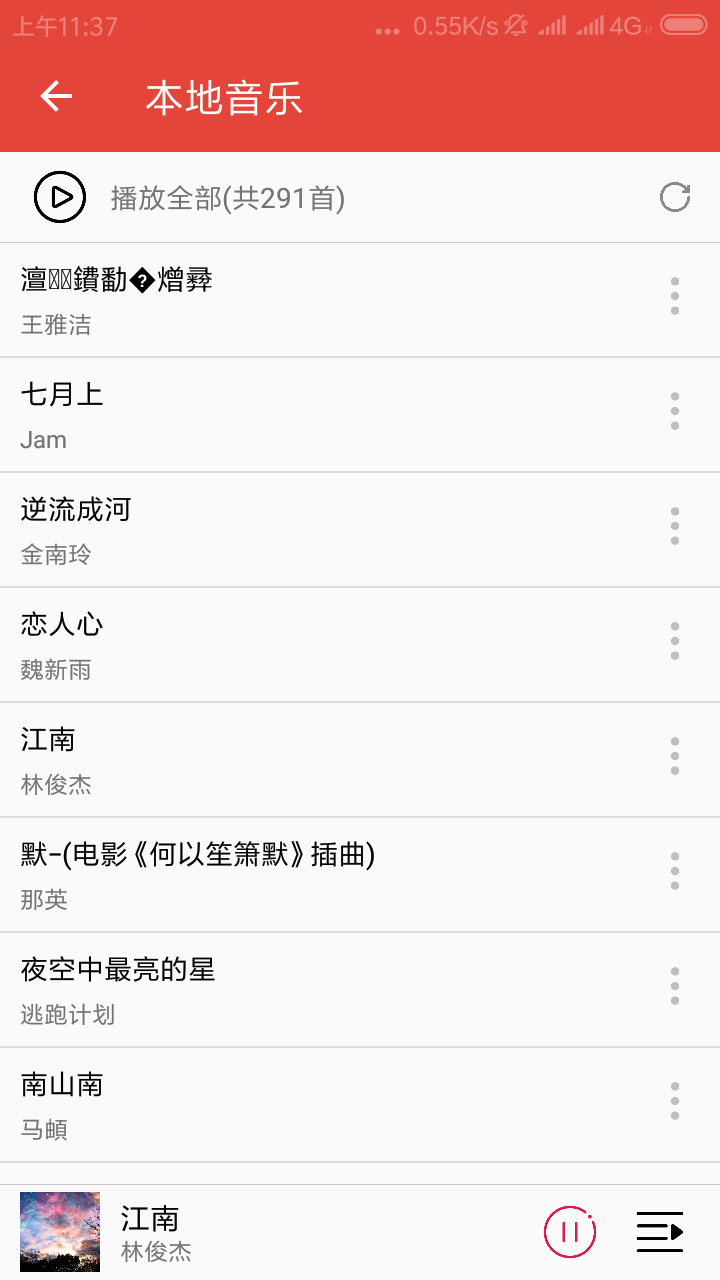 上午11:37
... 0.55K/s 4G
本地音乐
播放全部(共291首)
王雅洁
七月上
Jam
逆流成河
金南玲
恋人心
魏新雨
江南
林俊杰
默-(电影《何以笙箫默》插曲)
那英
夜空中最亮的星
逃跑计划
南山南
马頔
江南
林俊杰